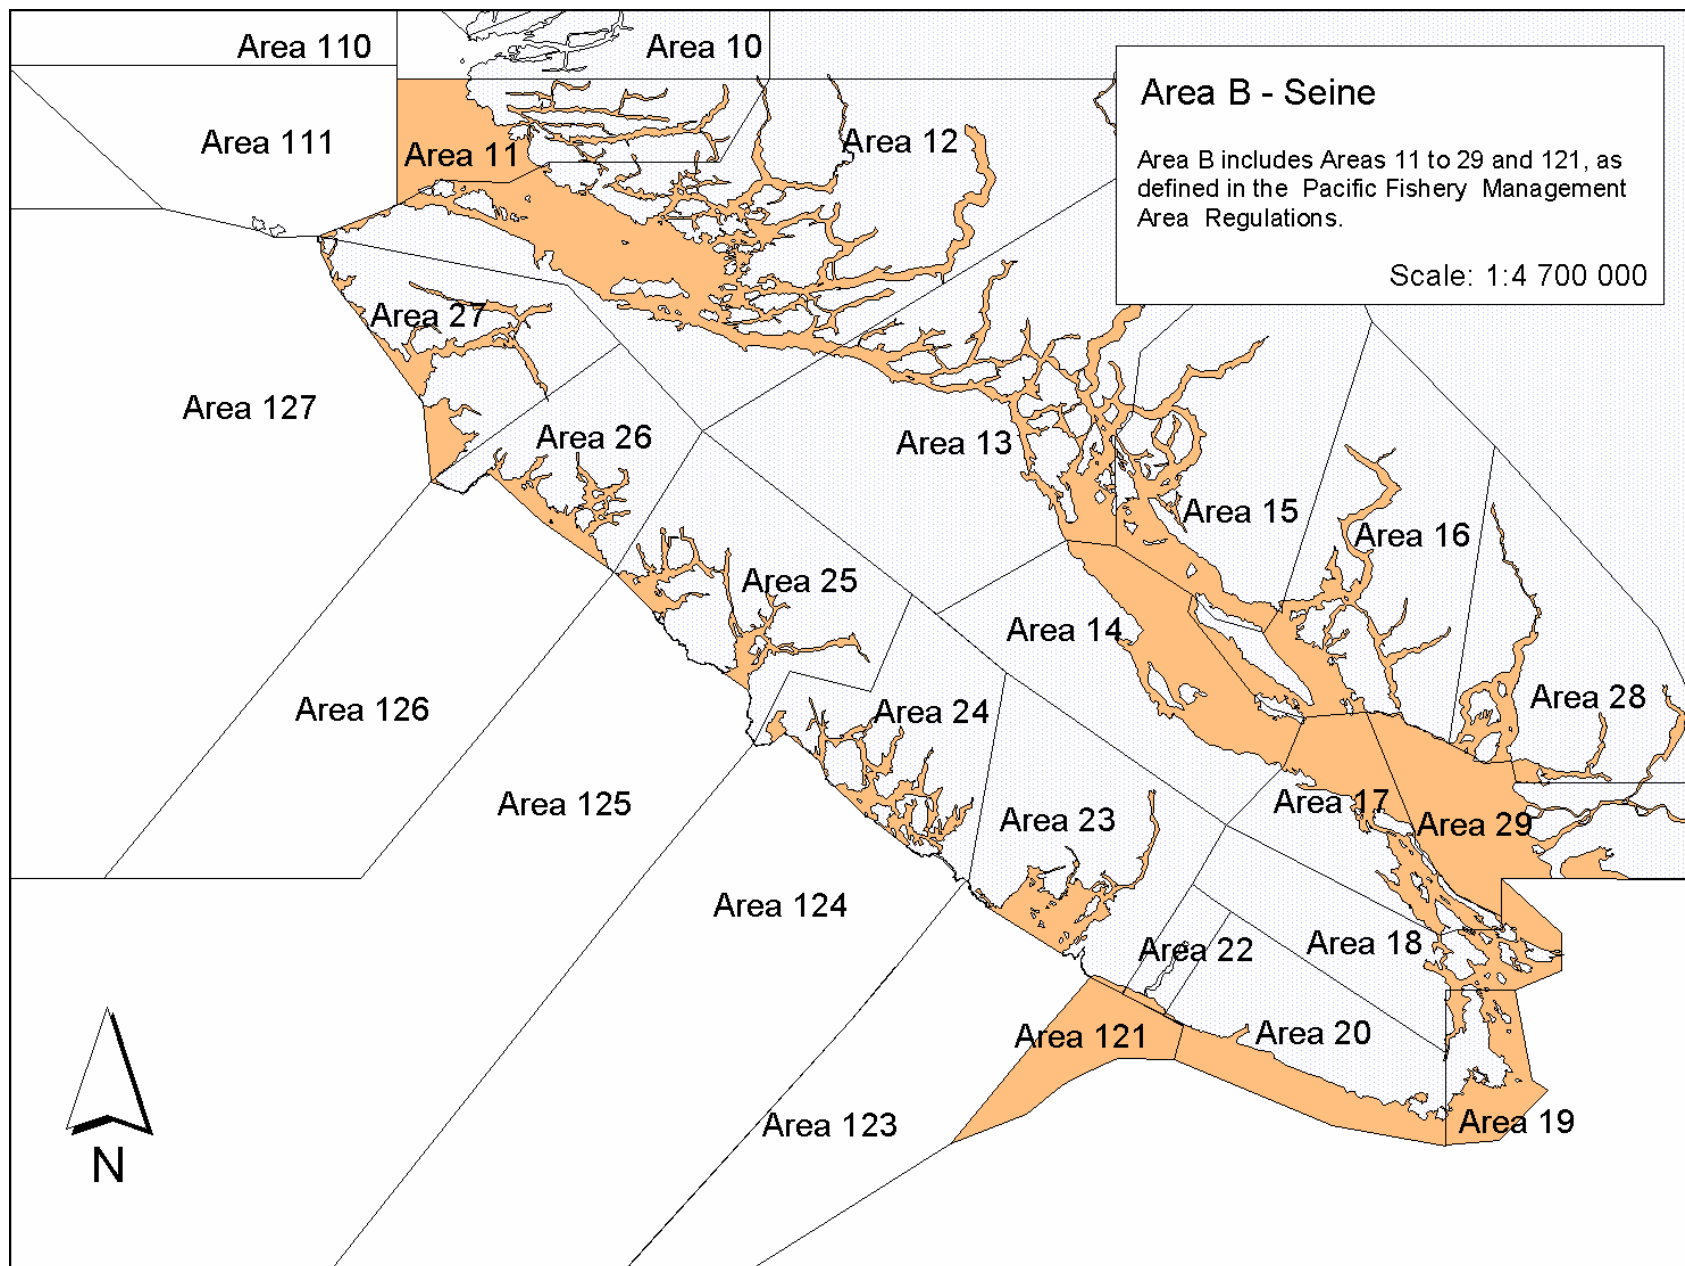 Area 110
Area 10
Area B - Seine
Area 111
Area 11
Area 12
Area B includes Areas 11 to 29 and 121, as
defined in the Pacific Fishery Management
Area Regulations.
Scale: 1:4 700 000
Area 27
Area 127
Area 26
Area 13
Area 15
Area 16
Area 25
Area 14
Area 126
Area 24
Area 28
Area 125
Area 23
Area 17
Area 29
Area 124
Area 22
Area 18
Area 121
Area 20
Area 123
Area 19
N